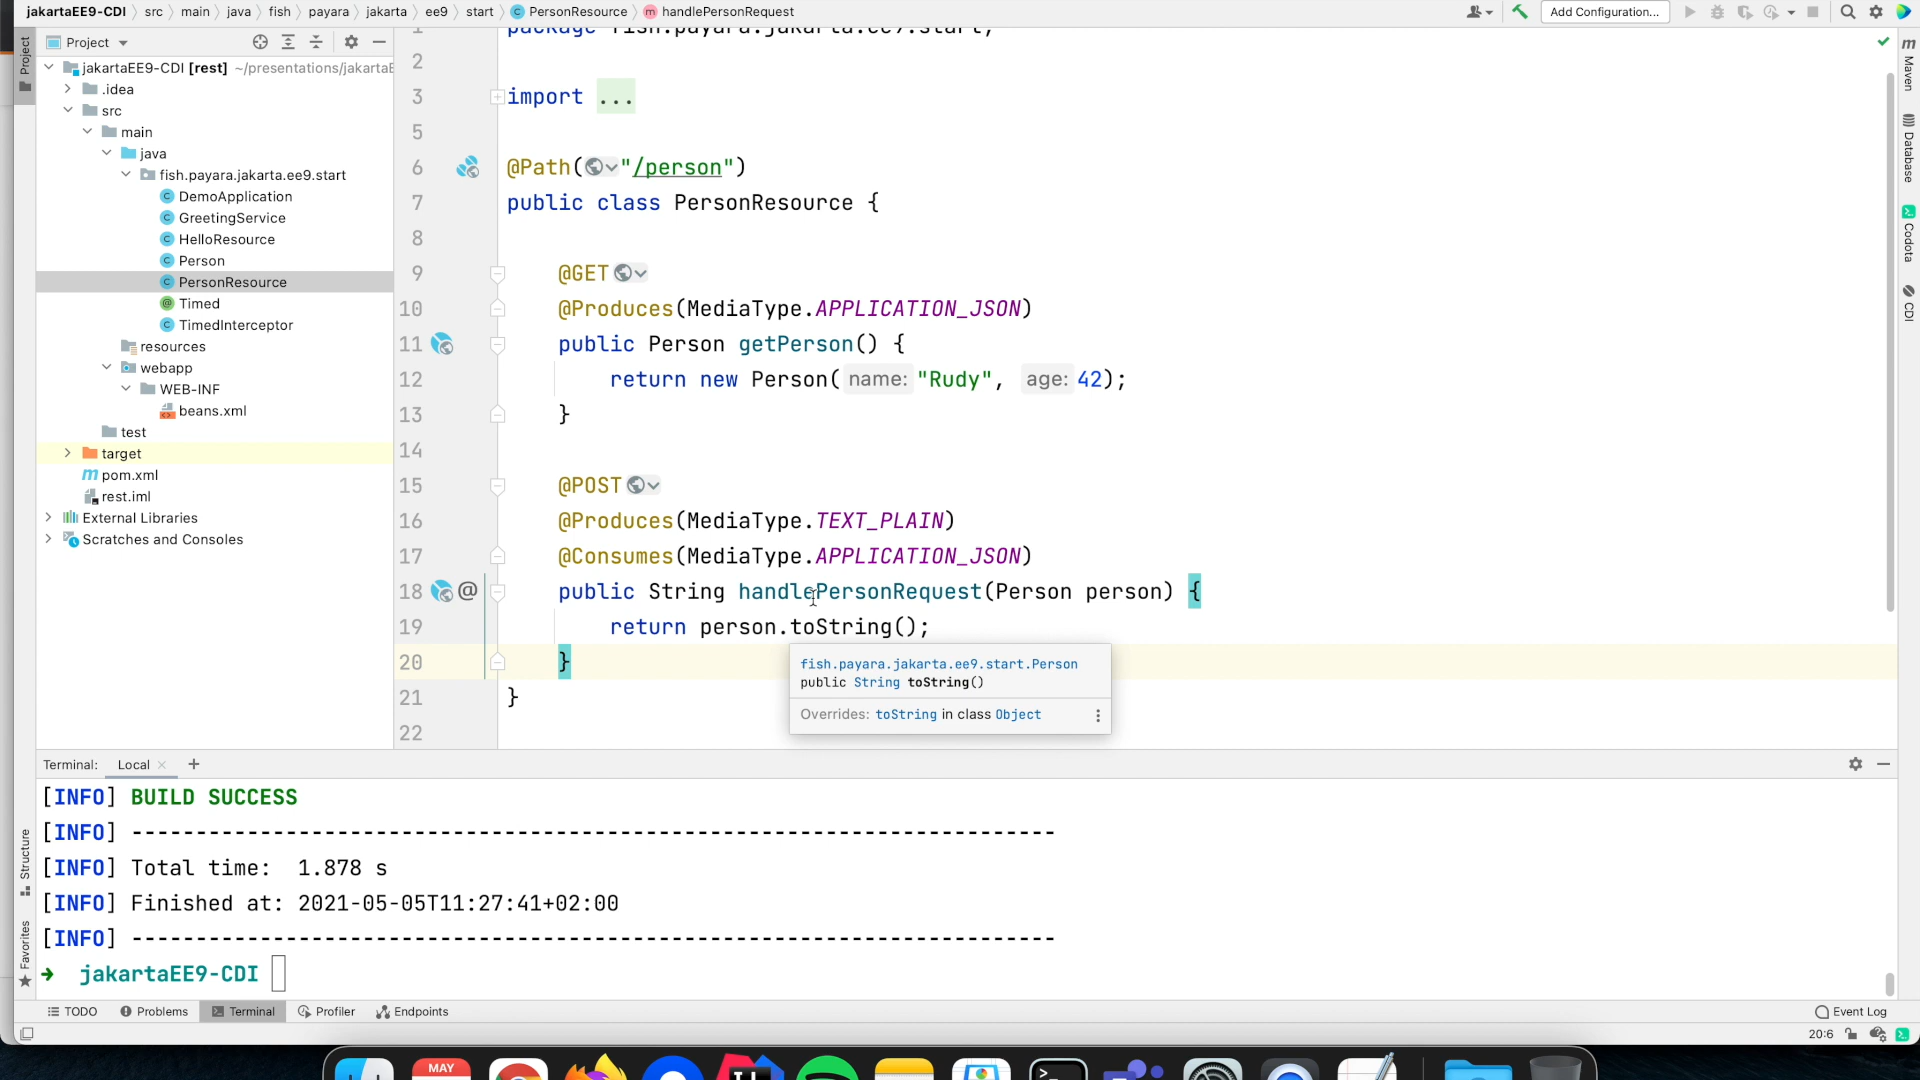 jakartaEE9-CDI src main java fish payara jakarta ee9 start PersonResource handlePersonRequest
Add Configuration...
Project
jakartaEE9-CDI [rest] ~/presentations/jakartaE
.idea
src
main
java
fish.payara.jakarta.ee9.start
DemoApplication
GreetingService
HelloResource
Person
PersonResource
Timed
TimedInterceptor
resources
webapp
WEB-INF
beans.xml
test
target
pom.xml
rest.iml
External Libraries
Scratches and Consoles
Project
Structure
Favorites
1 package fish.payara.jakarta.ee9.start;
2
3 import ...
5
6 @Path("/person")
7 public class PersonResource {
8
9 @GET
10 @Produces(MediaType.APPLICATION_JSON)
11 public Person getPerson() {
12 return new Person( name: "Rudy", age: 42);
13 }
14
15 @POST
16 @Produces(MediaType.TEXT_PLAIN)
17 @Consumes(MediaType.APPLICATION_JSON)
18 @ public String handlePersonRequest(Person person) {
19 return person.toString();
20 }
21 }
22
fish.payara.jakarta.ee9.start.Person
public String toString()
Overrides: toString in class Object
Maven
Database
Codota
CDI
Terminal: Local +
[INFO] BUILD SUCCESS
[INFO] ------------------------------------------------------------------------
[INFO] Total time:  1.878 s
[INFO] Finished at: 2021-05-05T11:27:41+02:00
[INFO] ------------------------------------------------------------------------
➜ jakartaEE9-CDI
TODO Problems Terminal Profiler Endpoints Event Log
20:6
MAY